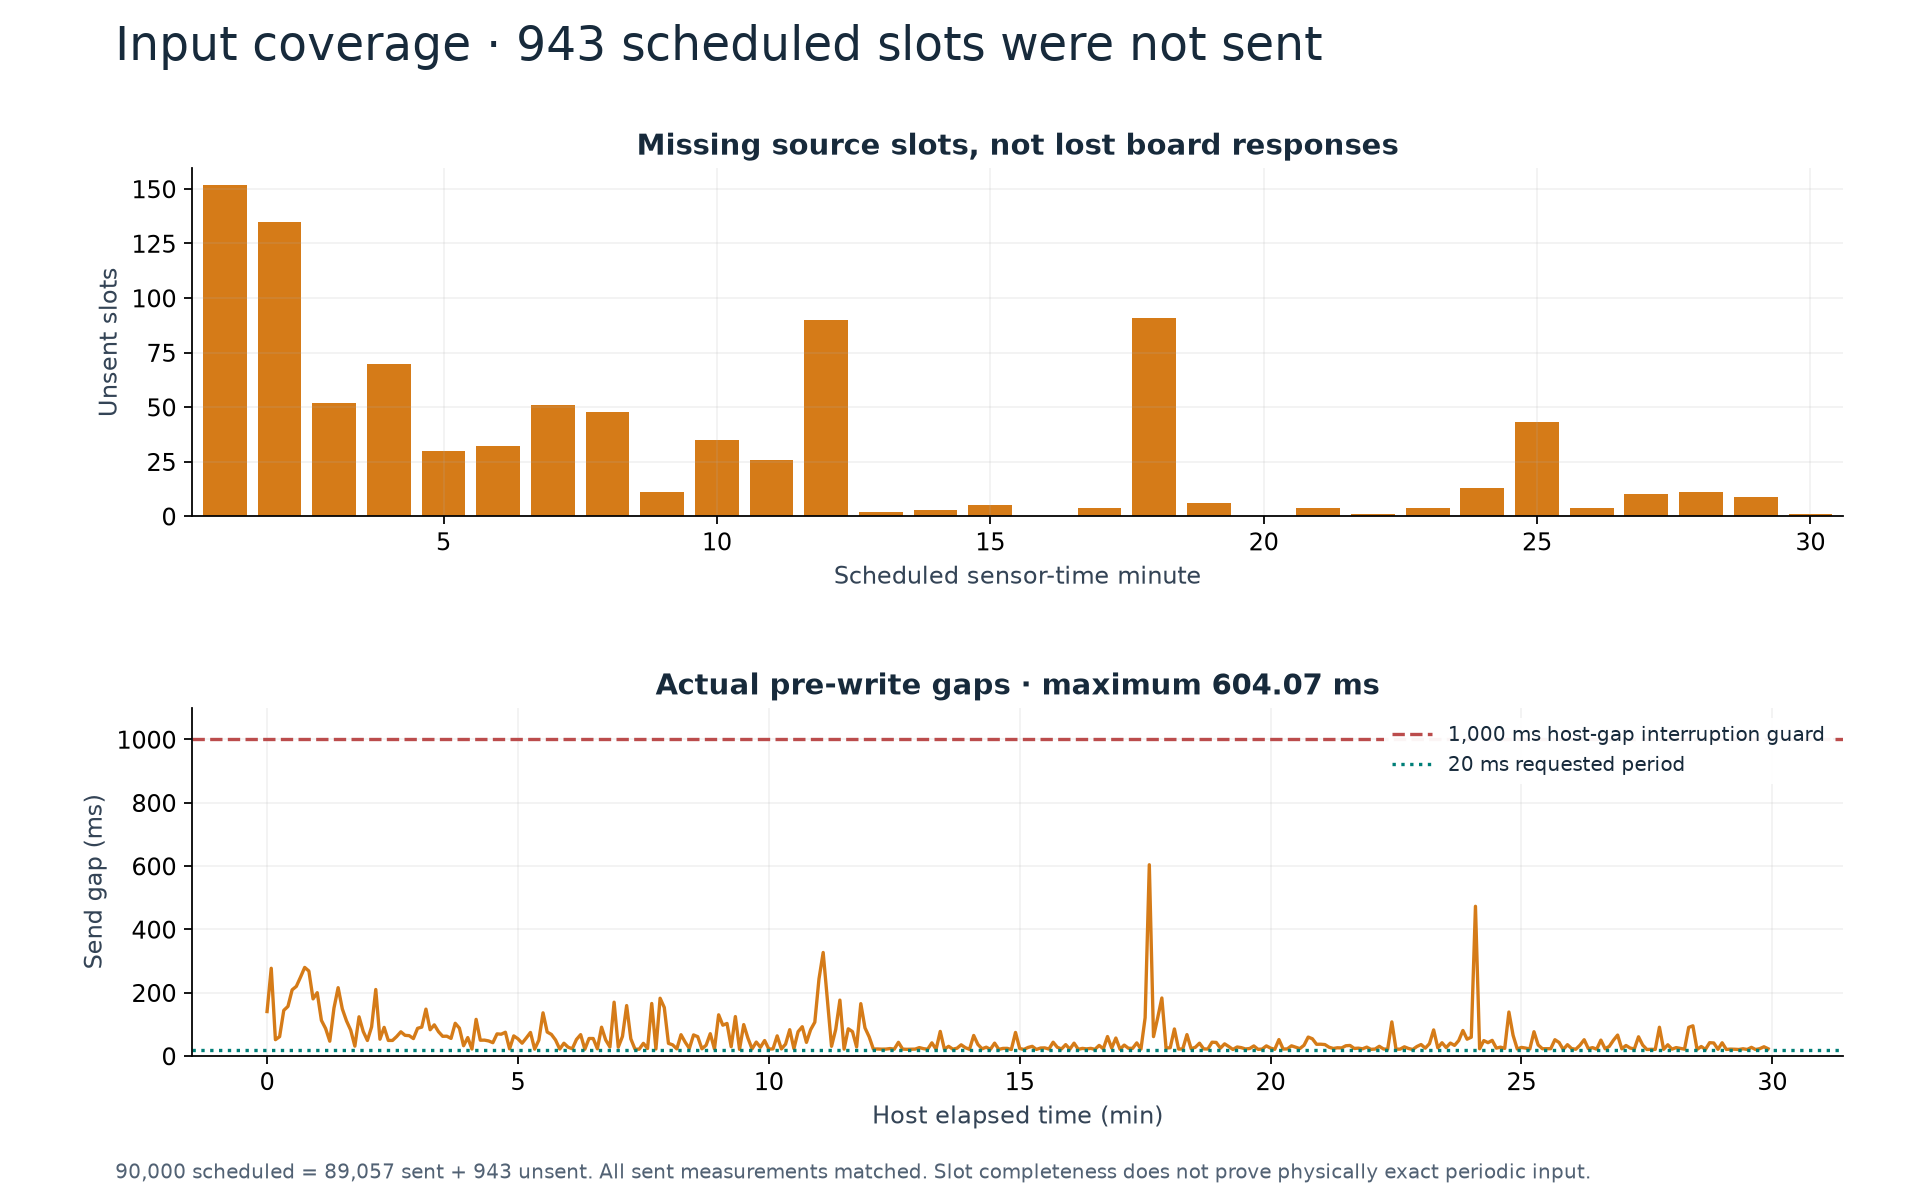 Input coverage · 943 scheduled slots were not sent
Missing source slots, not lost board responses
150
125
100
75
50
25
0
Unsent slots
5
10
15
20
25
30
Scheduled sensor-time minute
Actual pre-write gaps · maximum 604.07 ms
1,000 ms host-gap interruption guard
20 ms requested period
1000
800
600
400
200
0
Send gap (ms)
0
5
10
15
20
25
30
Host elapsed time (min)
90,000 scheduled = 89,057 sent + 943 unsent. All sent measurements matched. Slot completeness does not prove physically exact periodic input.